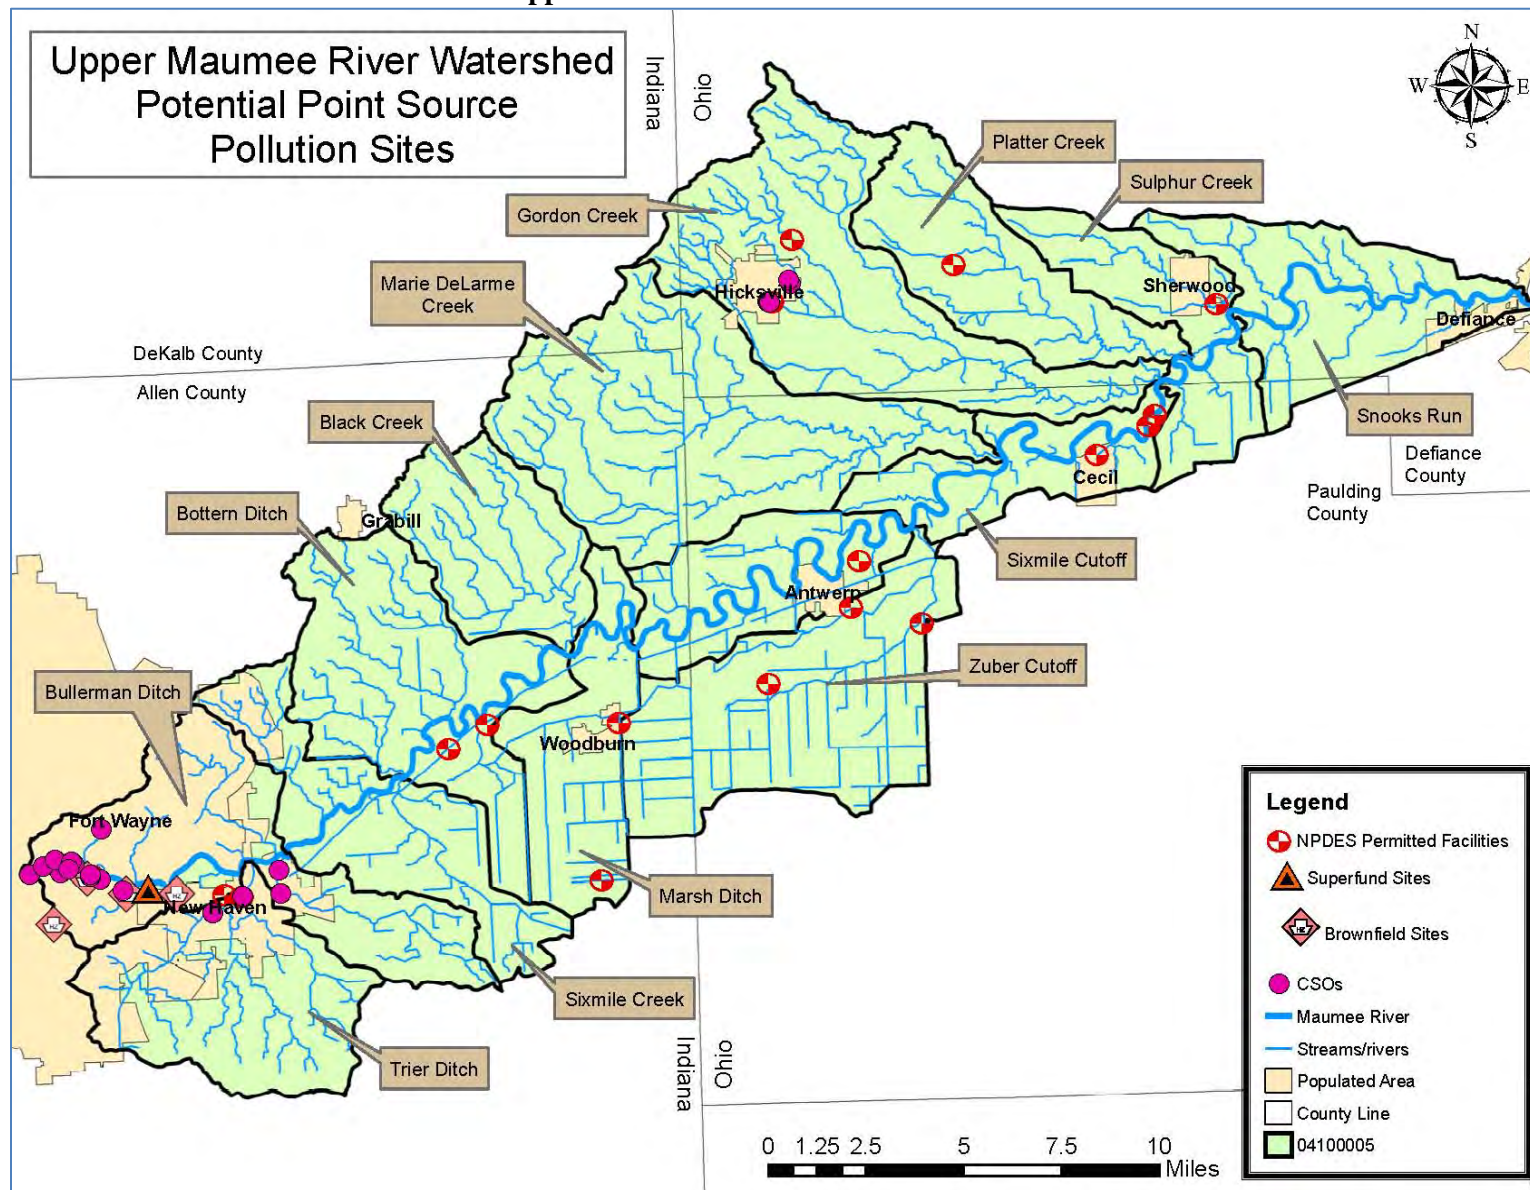 Upper Maumee River Watershed
Potential Point Source
Pollution Sites
Indiana
Ohio
N
W
E
S
Platter Creek
Sulphur Creek
Gordon Creek
Marie DeLarme
Creek
Hicksville
Sherwood
Defiance
DeKalb County
Allen County
Black Creek
Snooks Run
Defiance
County
Paulding
County
Cecil
Bottern Ditch
Grabill
Sixmile Cutoff
Antwerp
Zuber Cutoff
Bullerman Ditch
Woodburn
Fort Wayne
New Haven
Marsh Ditch
Sixmile Creek
Trier Ditch
Indiana
Ohio
0 1.25 2.5 5 7.5 10
Miles
Legend
NPDES Permitted Facilities
Superfund Sites
Brownfield Sites
CSOs
Maumee River
Streams/rivers
Populated Area
County Line
04100005